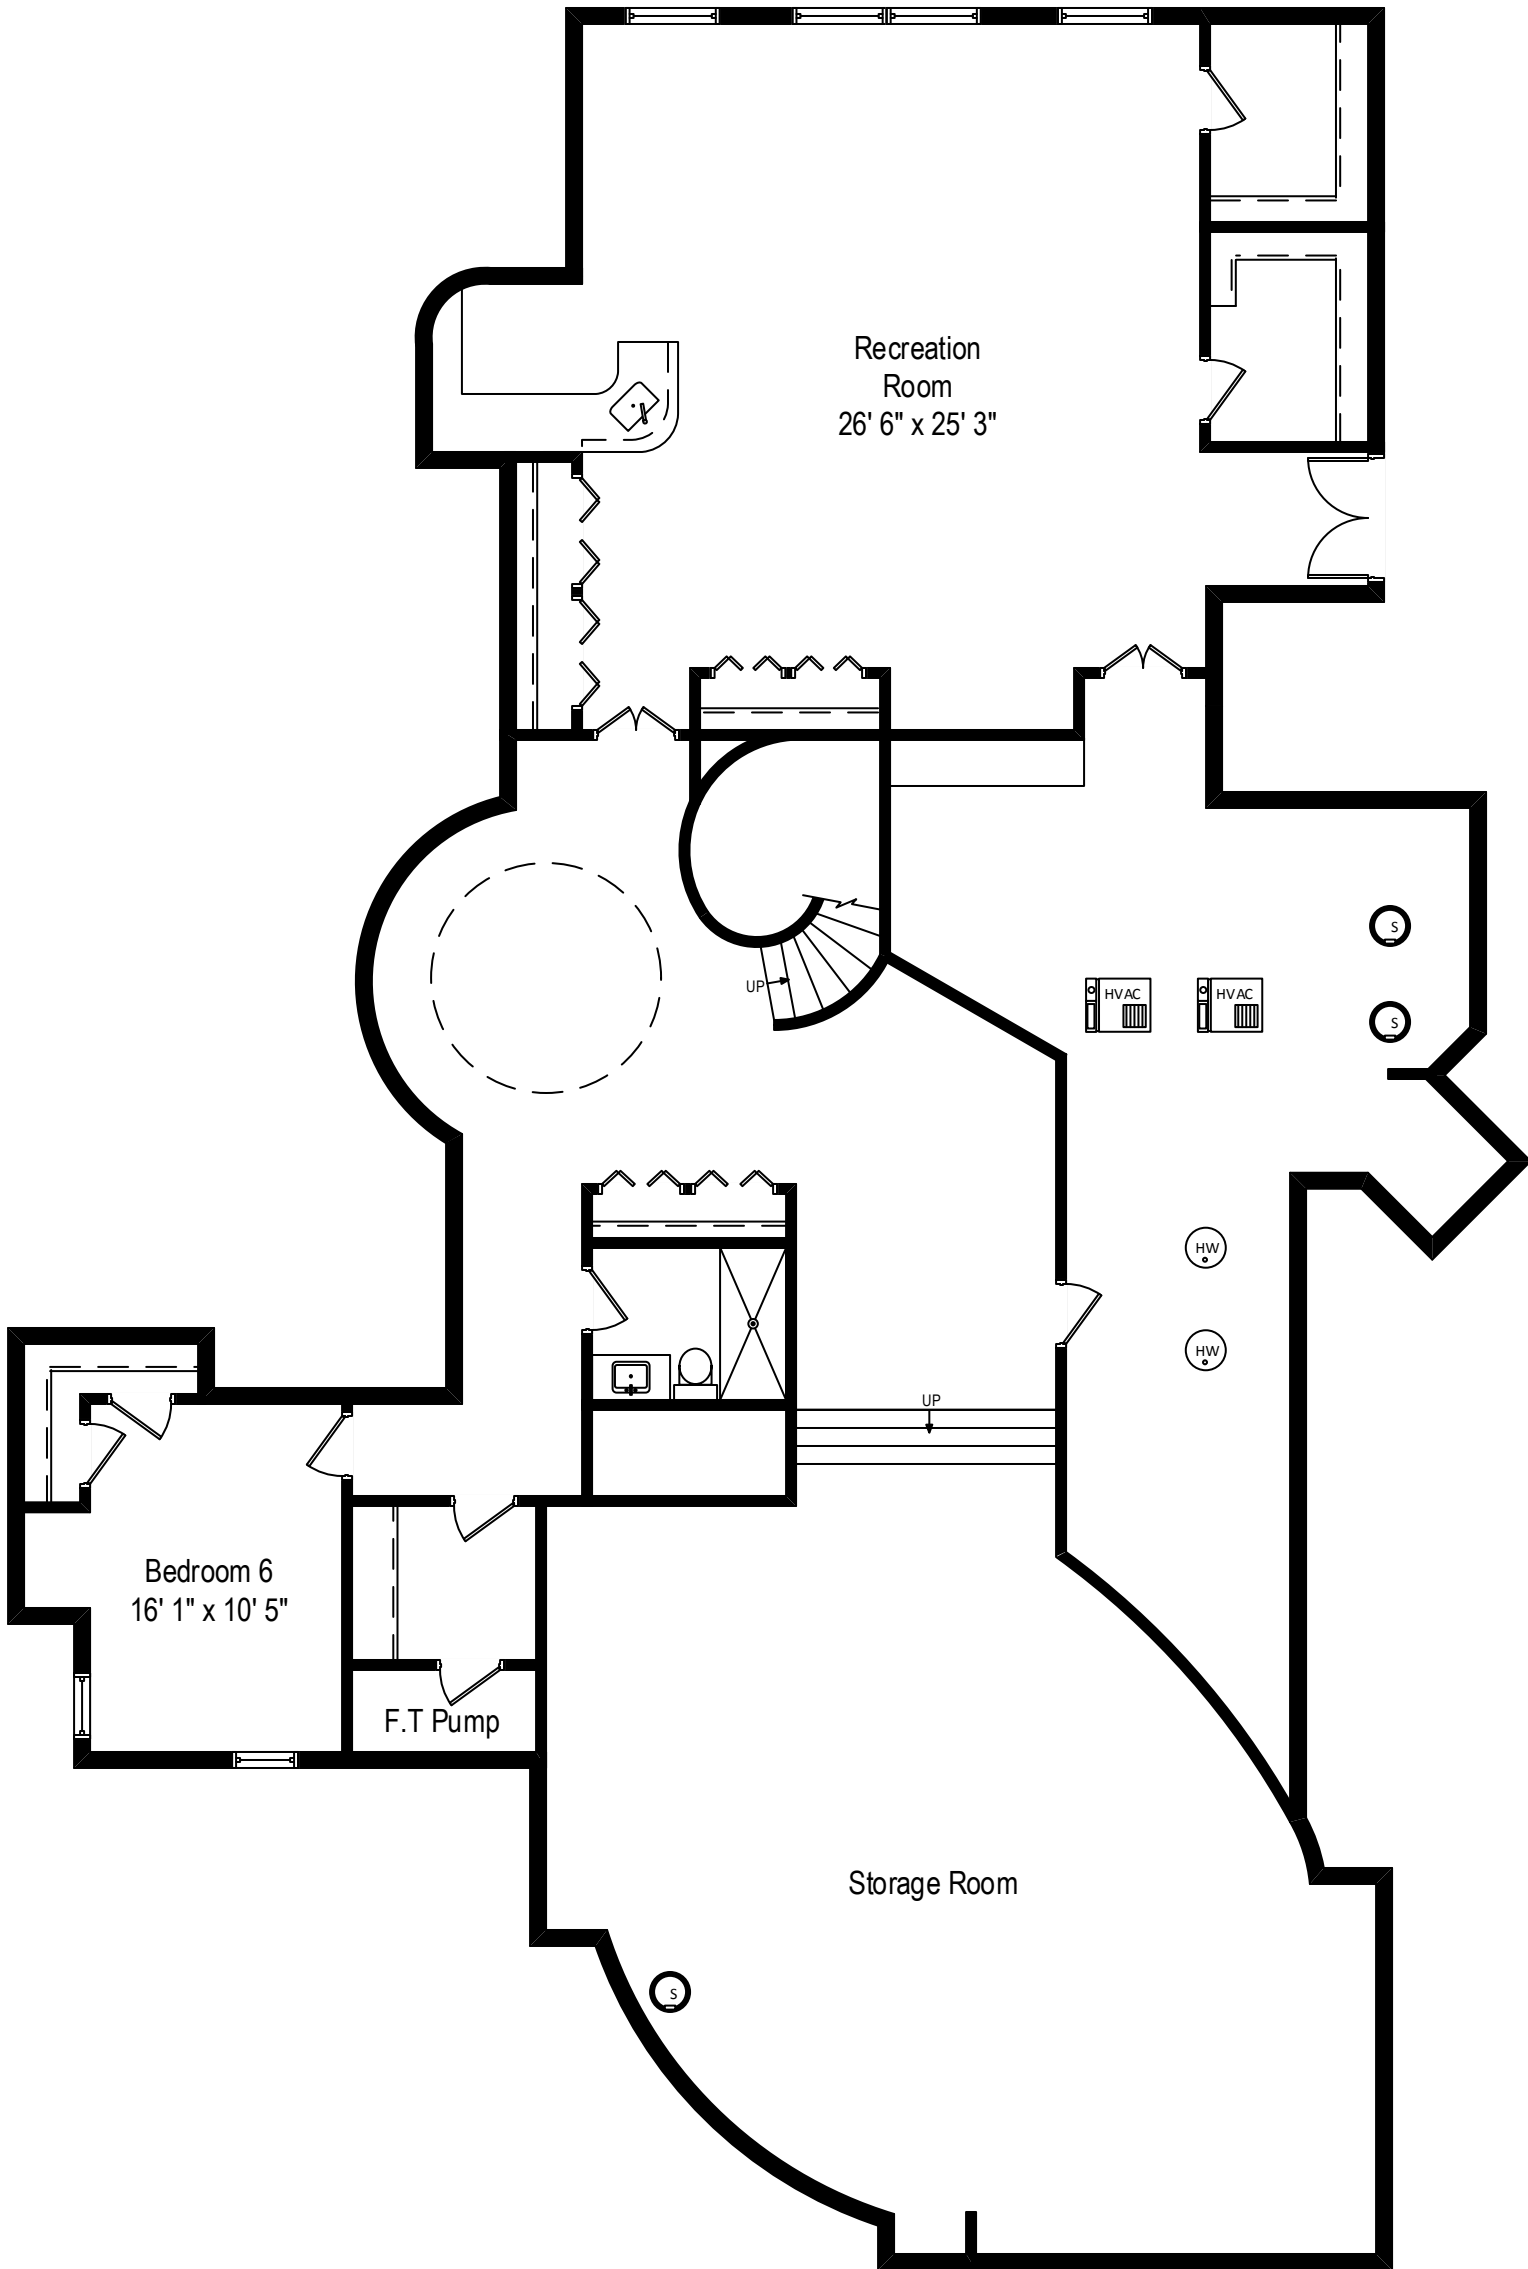 Recreation
Room
26' 6" x 25' 3"
S
HVAC
HVAC
UP
S
HW
HW
UP
Bedroom 6
16' 1" x 10' 5"
F.T Pump
Storage Room
S